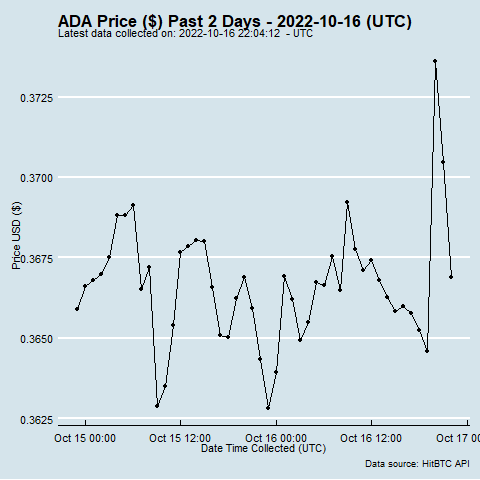 ADA Price ($) Past 2 Days - 2022-10-16 (UTC)
Latest data collected on: 2022-10-16 22:04:12 - UTC
Price USD ($)
0.3725
0.3700
0.3675
0.3650
0.3625
Oct 15 00:00 Oct 15 12:00 Oct 16 00:00 Oct 16 12:00 Oct 17 00
Date Time Collected (UTC)
Data source: HitBTC API